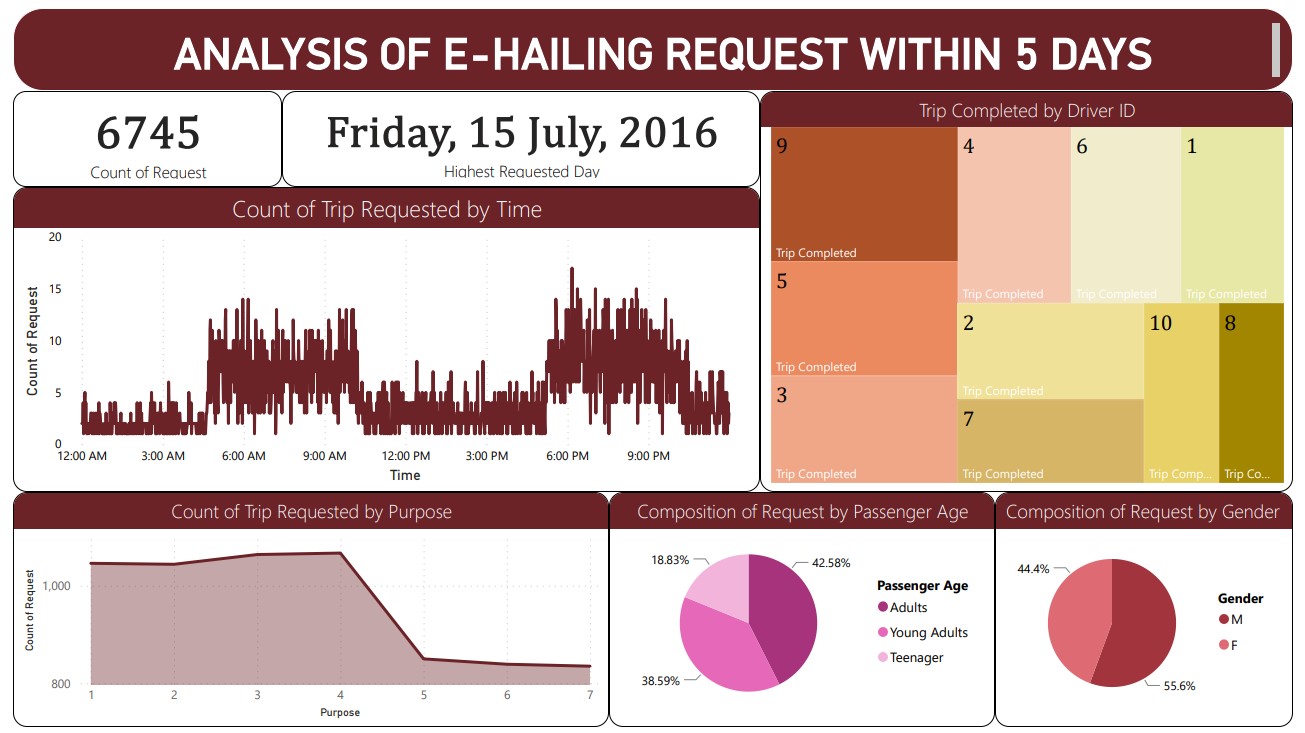 ANALYSIS OF E-HAILING REQUEST WITHIN 5 DAYS
6745
Count of Request
Friday, 15 July, 2016
Highest Requested Day
Count of Trip Requested by Time
20
15
10
5
0
Count of Request
12:00 AM 3:00 AM 6:00 AM 9:00 AM 12:00 PM 3:00 PM 6:00 PM 9:00 PM
Time
Trip Completed by Driver ID
9
Trip Completed
5
Trip Completed
3
Trip Completed
4
Trip Completed
6
Trip Completed
1
Trip Completed
2
Trip Completed
7
Trip Completed
10
Trip Comp...
8
Trip Co...
Count of Trip Requested by Purpose
1,000
800
Count of Request
1 2 3 4 5 6 7
Purpose
Composition of Request by Passenger Age
18.83%
42.58%
38.59%
Passenger Age
Adults
Young Adults
Teenager
Composition of Request by Gender
44.4%
55.6%
Gender
M
F